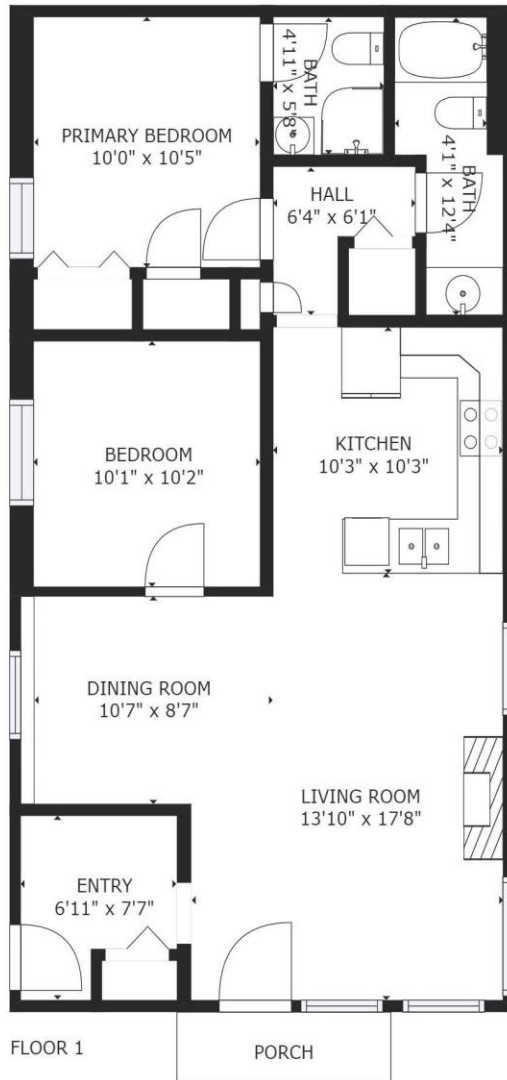 PRIMARY BEDROOM
10'0" x 10'5"
BATH
4'11" x 5'8"
BATH
4'1" x 12'4"
HALL
6'4" x 6'1"
BEDROOM
10'1" x 10'2"
KITCHEN
10'3" x 10'3"
DINING ROOM
10'7" x 8'7"
LIVING ROOM
13'10" x 17'8"
ENTRY
6'11" x 7'7"
FLOOR 1
PORCH